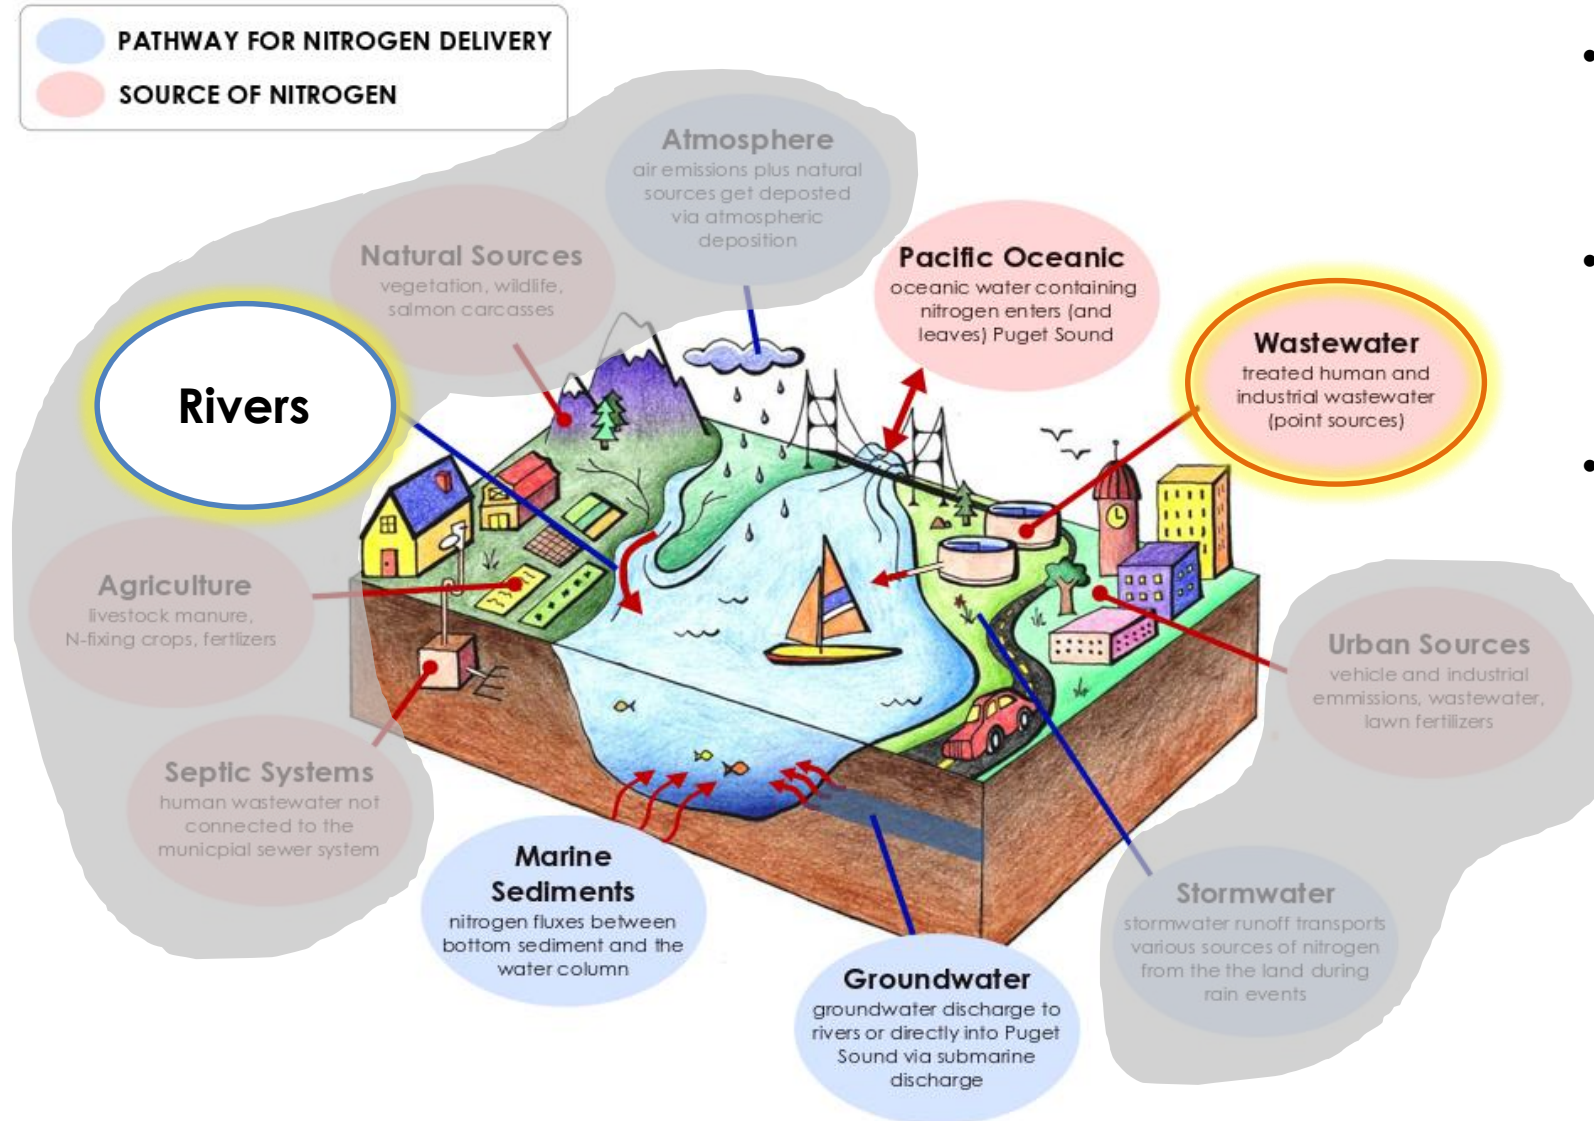 PATHWAY FOR NITROGEN DELIVERY
SOURCE OF NITROGEN
Atmosphere
air emissions plus natural
sources get deposted
via atmospheric
deposition
Natural Sources
vegetation, wildlife,
salmon carcasses
Pacific Oceanic
oceanic water containing
nitrogen enters (and
leaves) Puget Sound
Wastewater
treated human and
industrial wastewater
(point sources)
Rivers
Agriculture
livestock manure,
N-fixing crops, fertlizers
Urban Sources
vehicle and industrial
emmissions, wastewater,
lawn fertilizers
Septic Systems
human wastewater not
connected to the
municpial sewer system
Marine
Sediments
nitrogen fluxes between
bottom sediment and the
water column
Stormwater
stormwater runoff transports
various sources of nitrogen
from the the land during
rain events
Groundwater
groundwater discharge to
rivers or directly into Puget
Sound via submarine
discharge